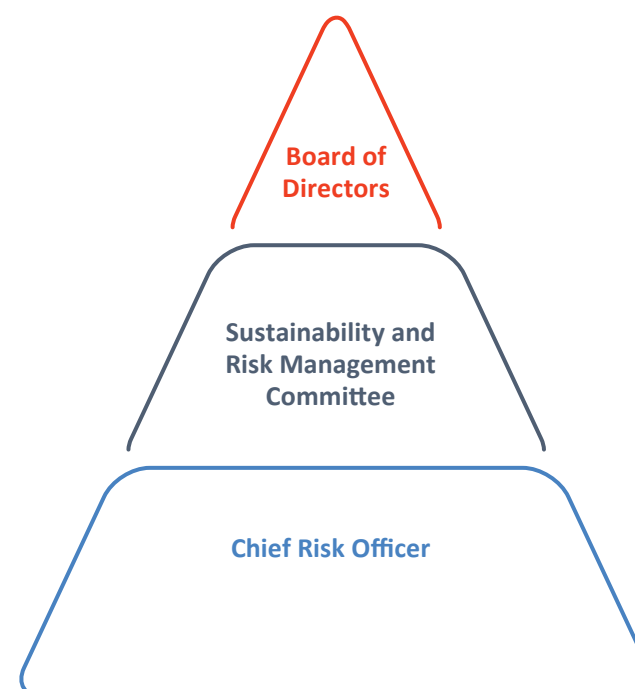 Board of
Directors
Sustainability and
Risk Management
Committee
Chief Risk Officer